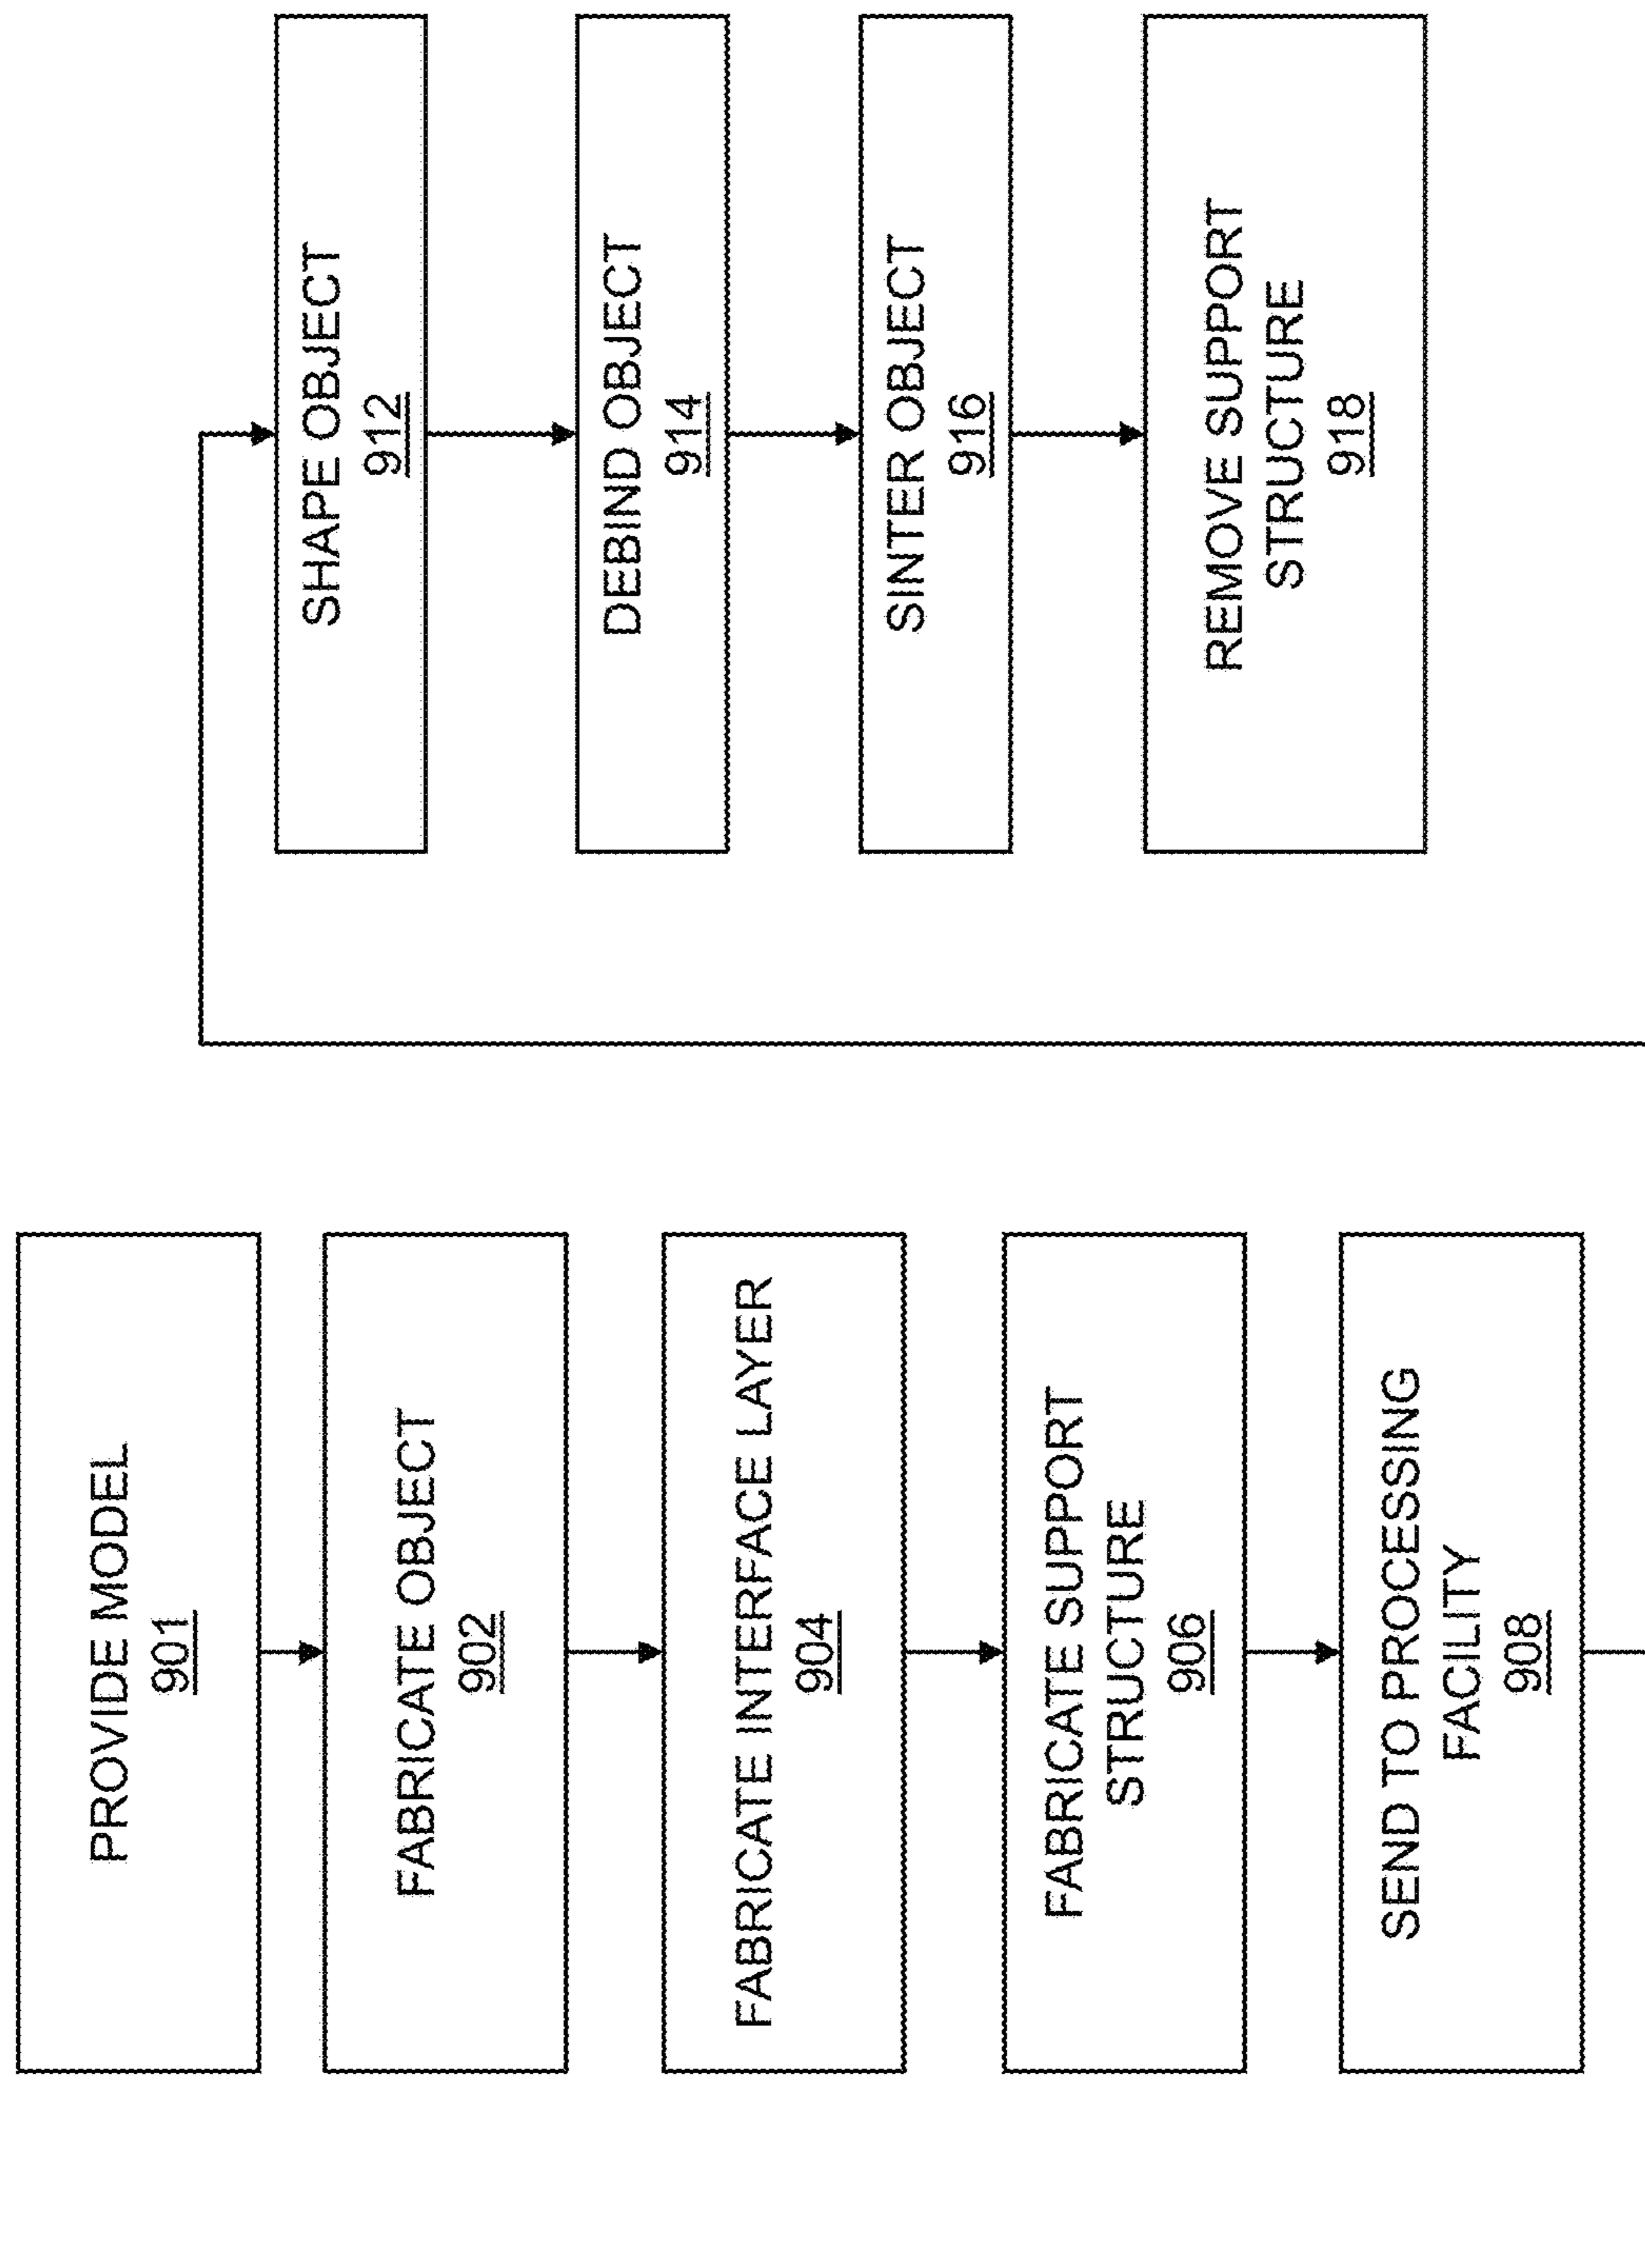 PROVIDE MODEL
901
FABRICATE OBJECT
902
FABRICATE INTERFACE LAYER
904
FABRICATE SUPPORT
STRUCTURE
906
SEND TO PROCESSING
FACILITY
908
SHAPE OBJECT
912
DEBIND OBJECT
914
SINTER OBJECT
916
REMOVE SUPPORT
STRUCTURE
918